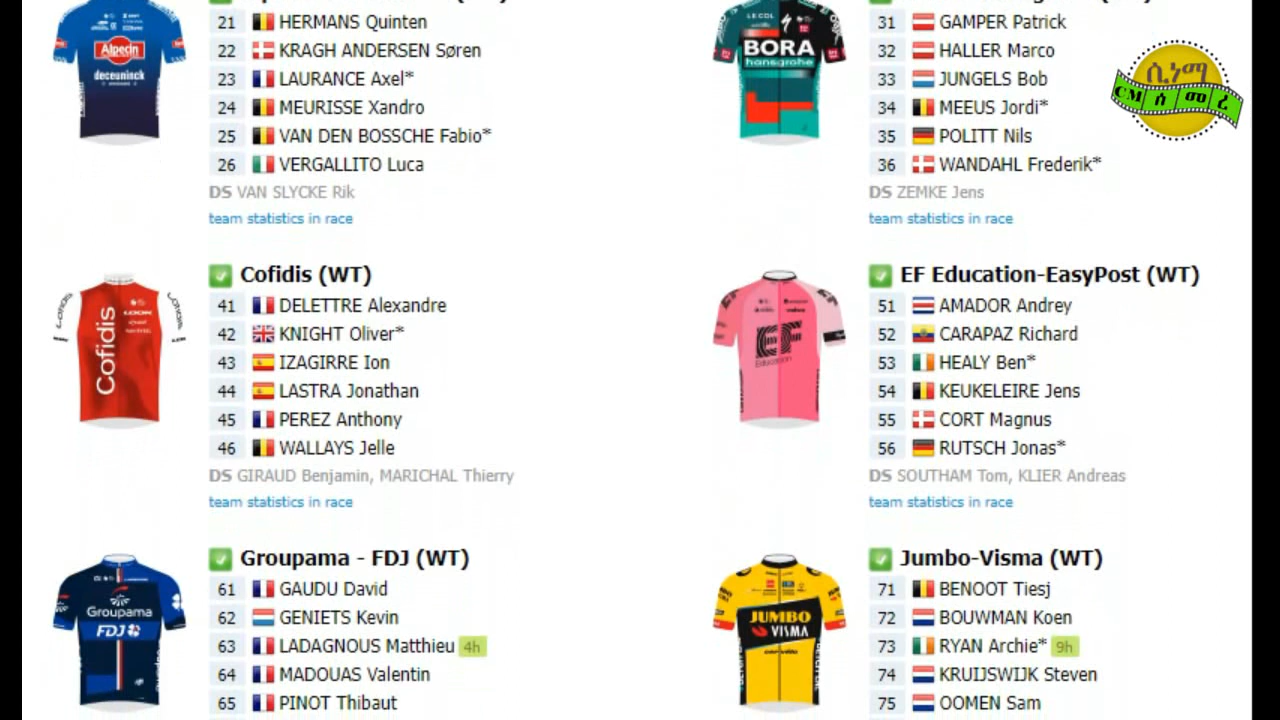 21 HERMANS Quinten
22 KRAGH ANDERSEN Søren
23 LAURANCE Axel*
24 MEURISSE Xandro
25 VAN DEN BOSSCHE Fabio*
26 VERGALLITO Luca
DS VAN SLYCKE Rik
team statistics in race
Alpecin
deceuninck
31 GAMPER Patrick
32 HALLER Marco
33 JUNGELS Bob
34 MEEUS Jordi*
35 POLITT Nils
36 WANDAHL Frederik*
DS ZEMKE Jens
team statistics in race
LE COL
BORA
hansgrohe
ሲነማ
CM ሰ መ ረ
Cofidis (WT)
41 DELETTRE Alexandre
42 KNIGHT Oliver*
43 IZAGIRRE Ion
44 LASTRA Jonathan
45 PEREZ Anthony
46 WALLAYS Jelle
DS GIRAUD Benjamin, MARICHAL Thierry
team statistics in race
Cofidis
EF Education-EasyPost (WT)
51 AMADOR Andrey
52 CARAPAZ Richard
53 HEALY Ben*
54 KEUKELEIRE Jens
55 CORT Magnus
56 RUTSCH Jonas*
DS SOUTHAM Tom, KLIER Andreas
team statistics in race
EF
Education
Groupama - FDJ (WT)
61 GAUDU David
62 GENIETS Kevin
63 LADAGNOUS Matthieu 4h
64 MADOUAS Valentin
65 PINOT Thibaut
Groupama
FDJ
Jumbo-Visma (WT)
71 BENOOT Tiesj
72 BOUWMAN Koen
73 RYAN Archie* 9h
74 KRUIJSWIJK Steven
75 OOMEN Sam
JUMBO
VISMA